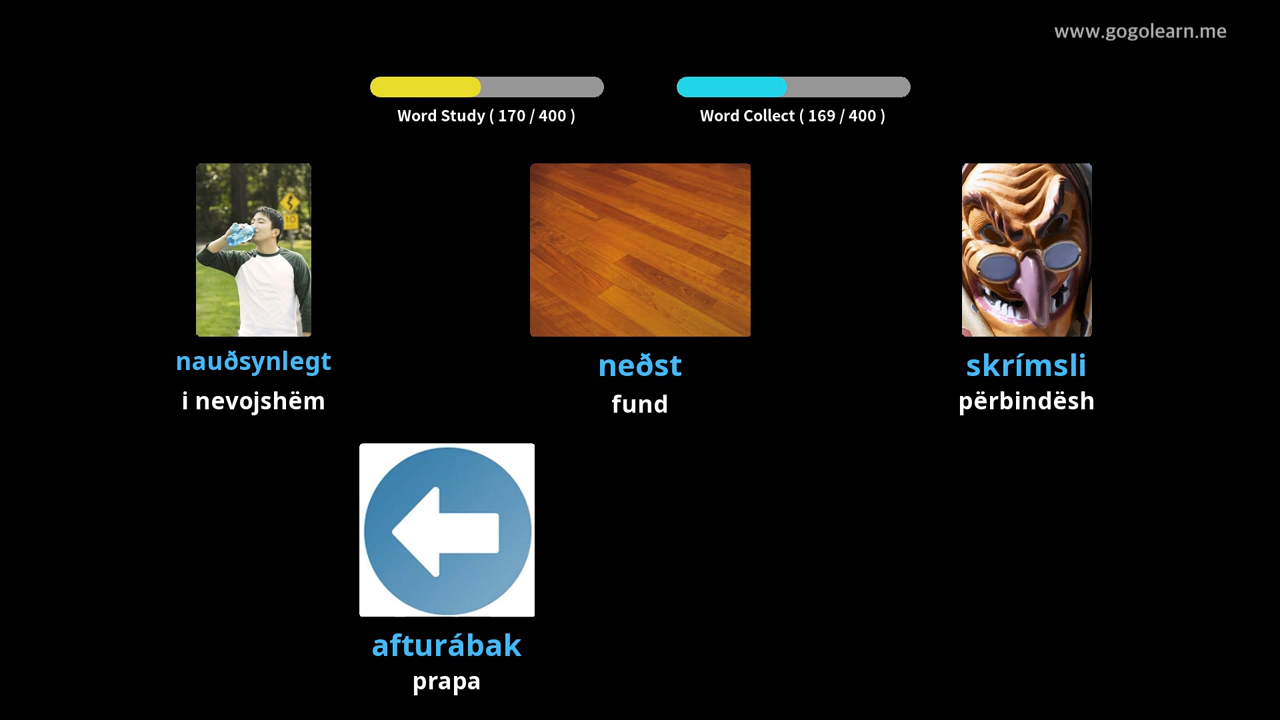 www.gogolearn.me
Word Study ( 170 / 400 )
Word Collect ( 169 / 400 )
nauðsynlegt
i nevojshëm
neðst
fund
skrímsli
përbindësh
afturábak
prapa